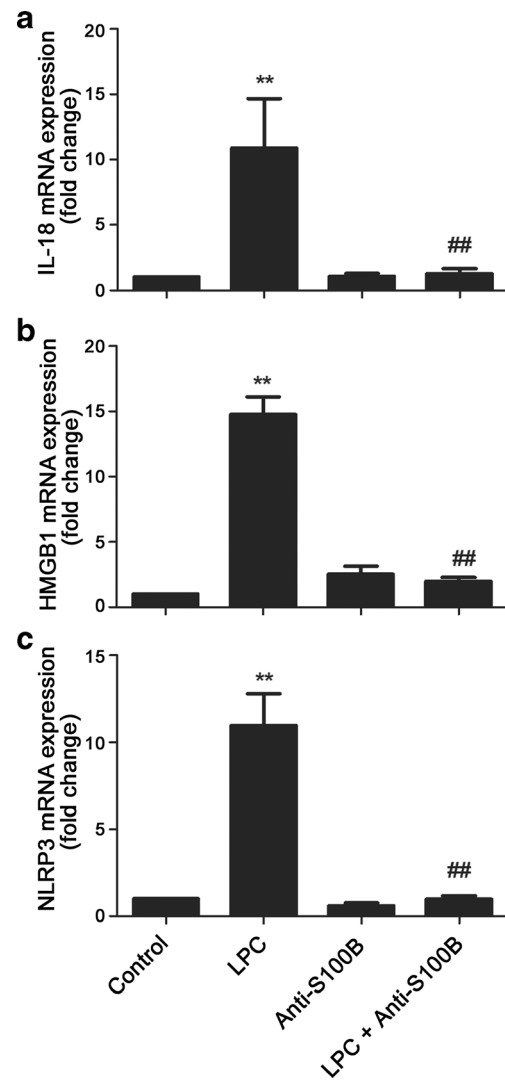 a
IL-18 mRNA expression
(fold change)
20
15
10
5
0
**
##
b
HMGB1 mRNA expression
(fold change)
20
15
10
5
0
**
##
c
NLRP3 mRNA expression
(fold change)
15
10
5
0
**
##
Control
LPC
Anti-S100B
LPC + Anti-S100B